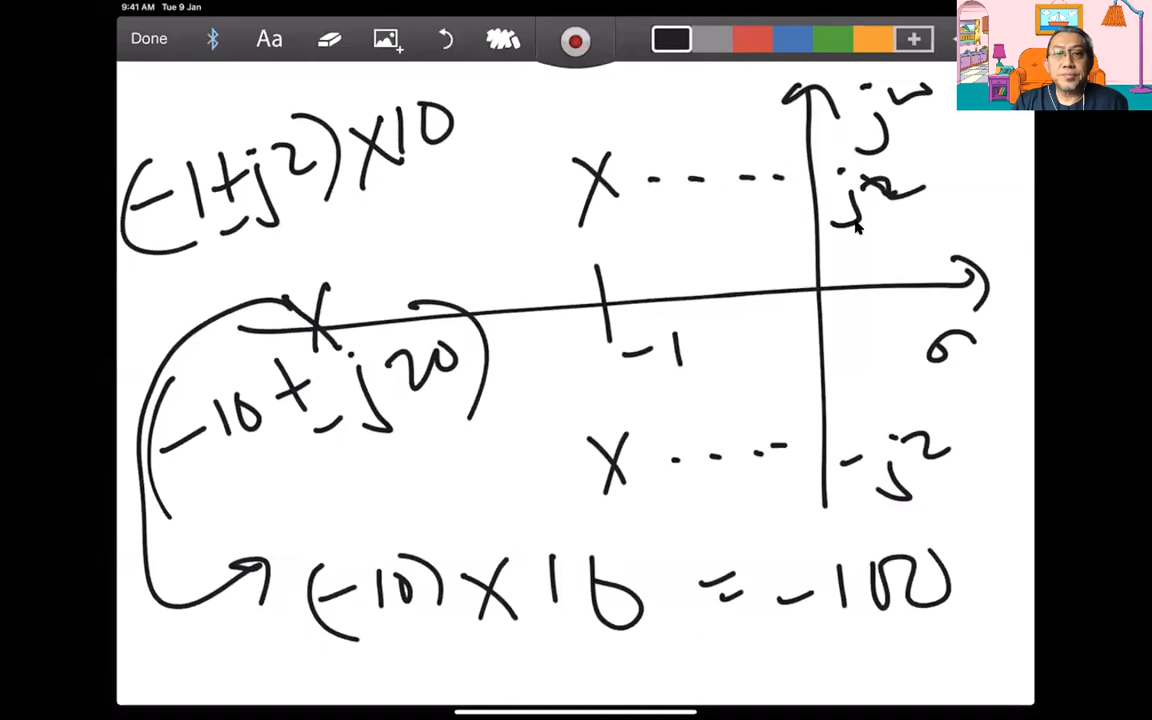 9:41 AM Tue 9 Jan
Done
Aa
(-1±j2)×10
X
jω
j2
-1
σ
X
(-10±j20)
X
-j2
(-10)×10 = -100